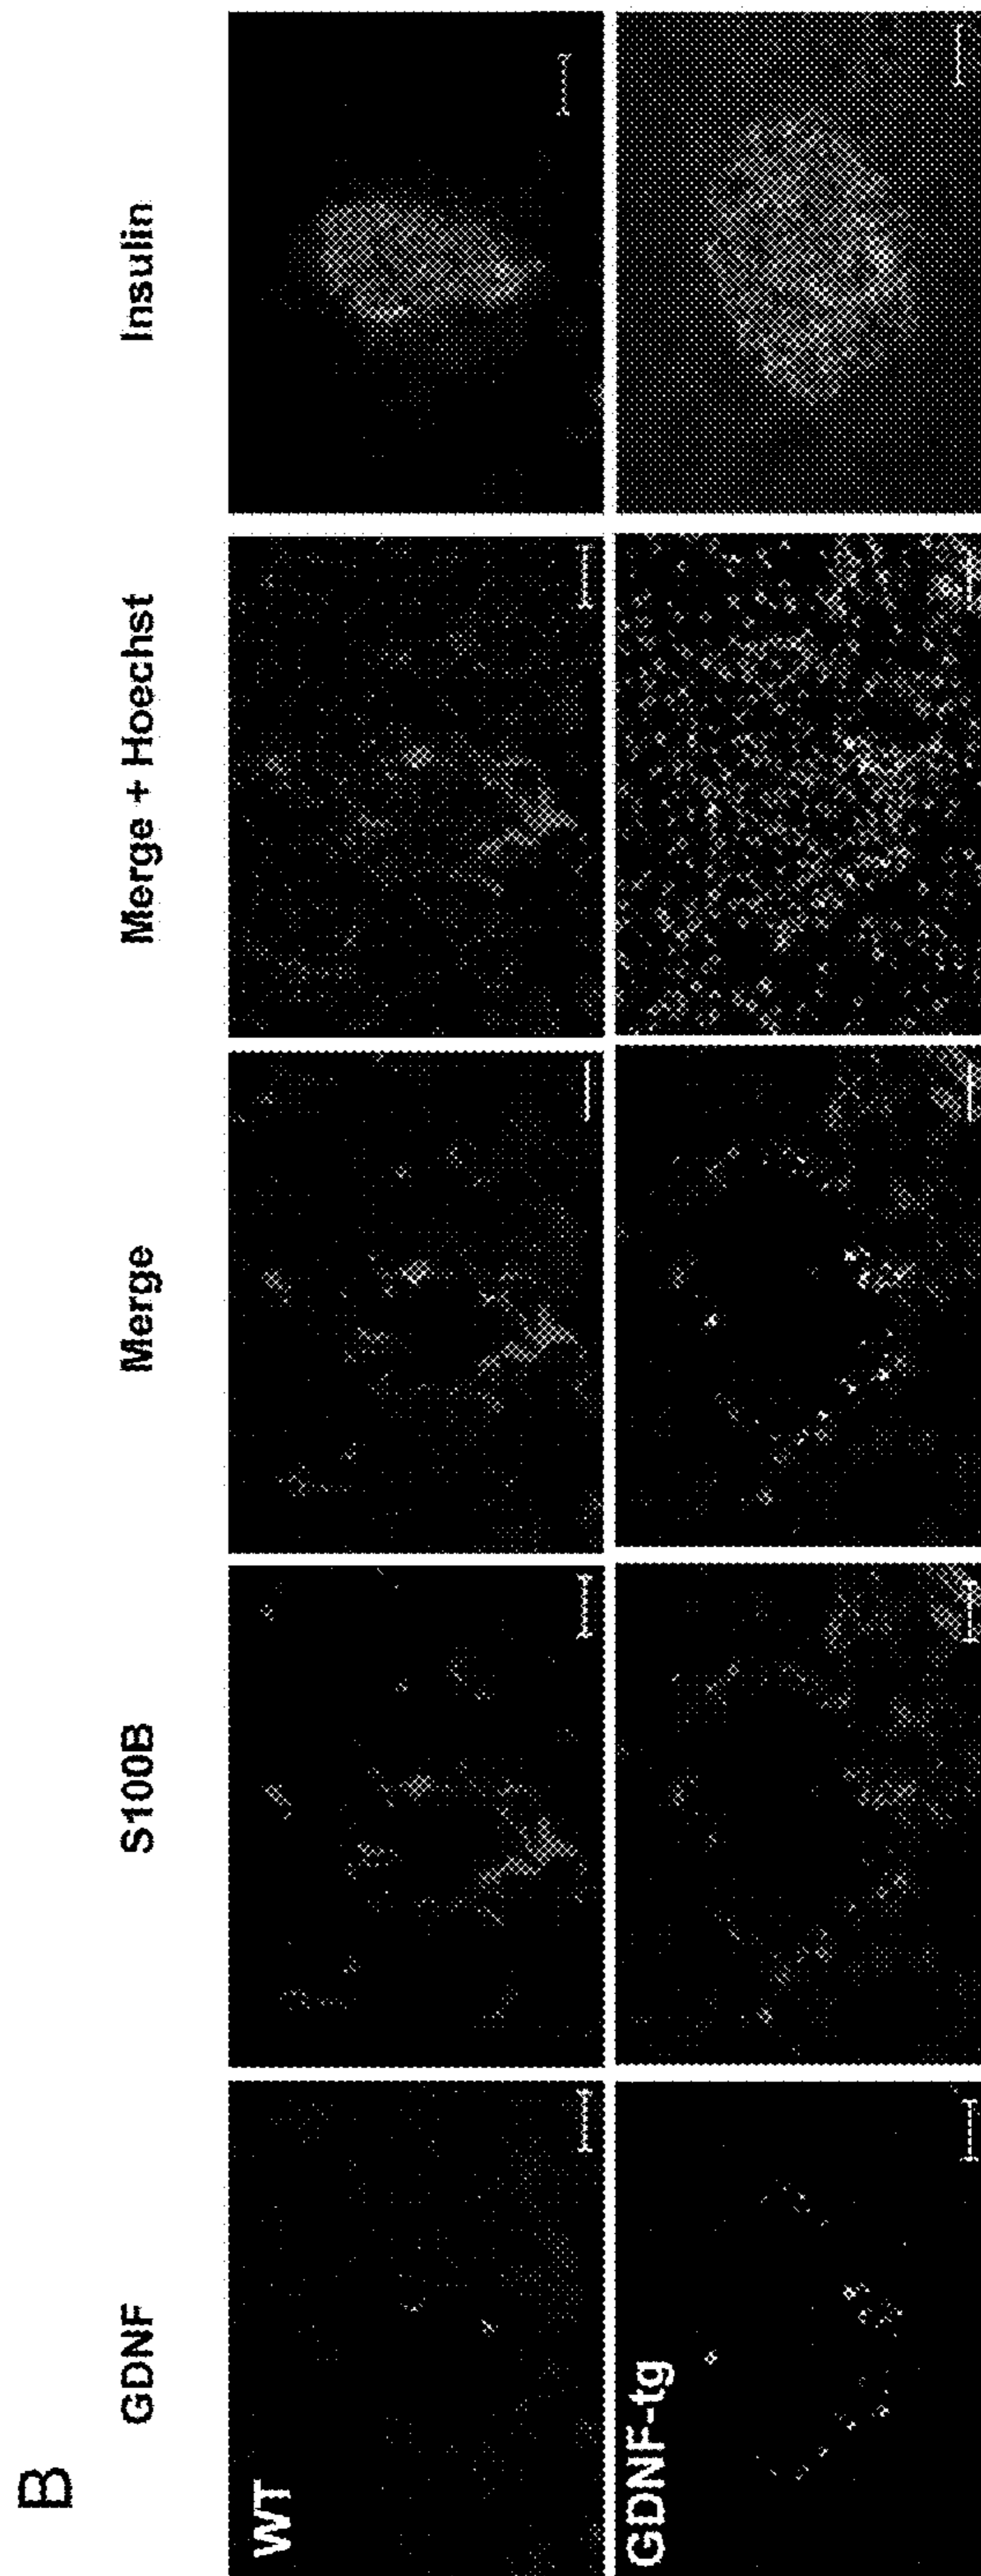 B
GDNF
S100B
Merge
Merge + Hoechst
Insulin
WT
GDNF-tg